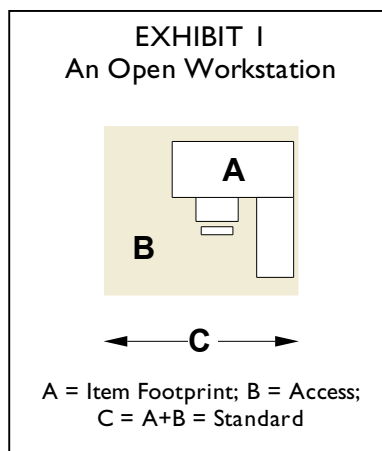 EXHIBIT 1
An Open Workstation
A
B
C
A = Item Footprint; B = Access;
C = A+B = Standard